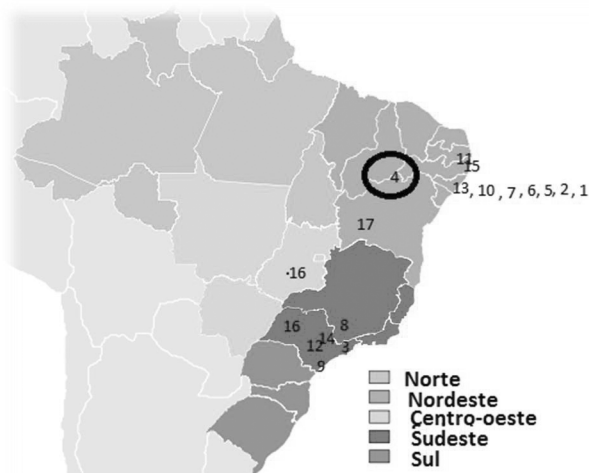 11
15
4
13, 10 , 7 , 6, 5, 2 , 1
17
·16
16
8
14
12
3
9
Norte
Nordeste
Centro-oeste
Sudeste
Sul